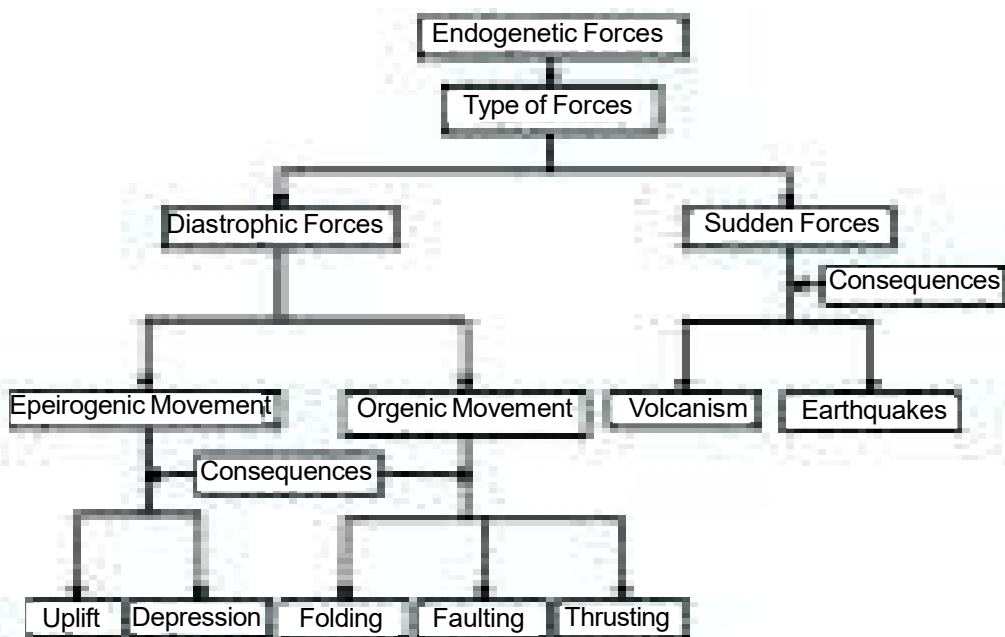 Endogenetic Forces
Type of Forces
Diastrophic Forces
Sudden Forces
Consequences
Epeirogenic Movement
Orgenic Movement
Volcanism
Earthquakes
Consequences
Uplift
Depression
Folding
Faulting
Thrusting